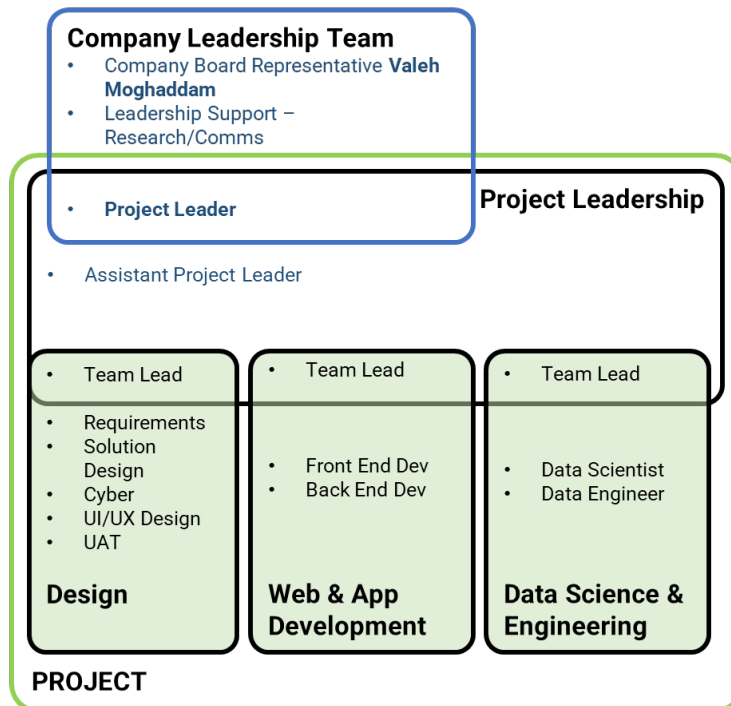 Company Leadership Team
• Company Board Representative Valeh
Moghaddam
• Leadership Support –
Research/Comms
• Project Leader
Project Leadership
• Assistant Project Leader
• Team Lead
• Requirements
• Solution
Design
• Cyber
• UI/UX Design
• UAT
Design
• Team Lead
• Front End Dev
• Back End Dev
Web & App
Development
• Team Lead
• Data Scientist
• Data Engineer
Data Science &
Engineering
PROJECT